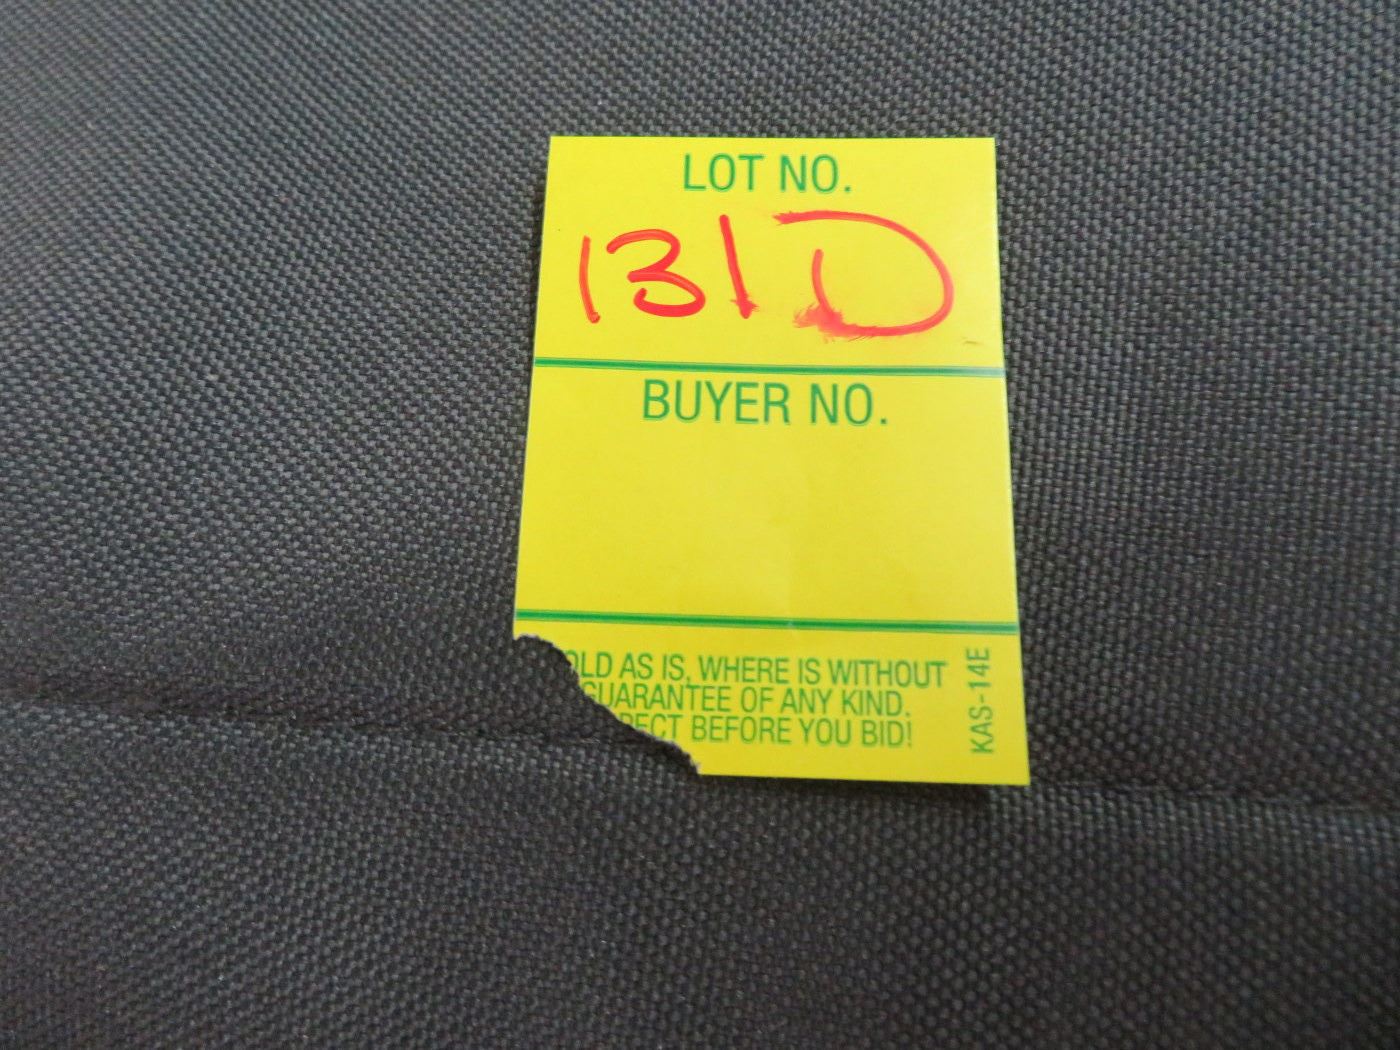 LOT NO.
131D
BUYER NO.
OLD AS IS, WHERE IS WITHOUT
GUARANTEE OF ANY KIND.
PECT BEFORE YOU BID!
KAS-14E